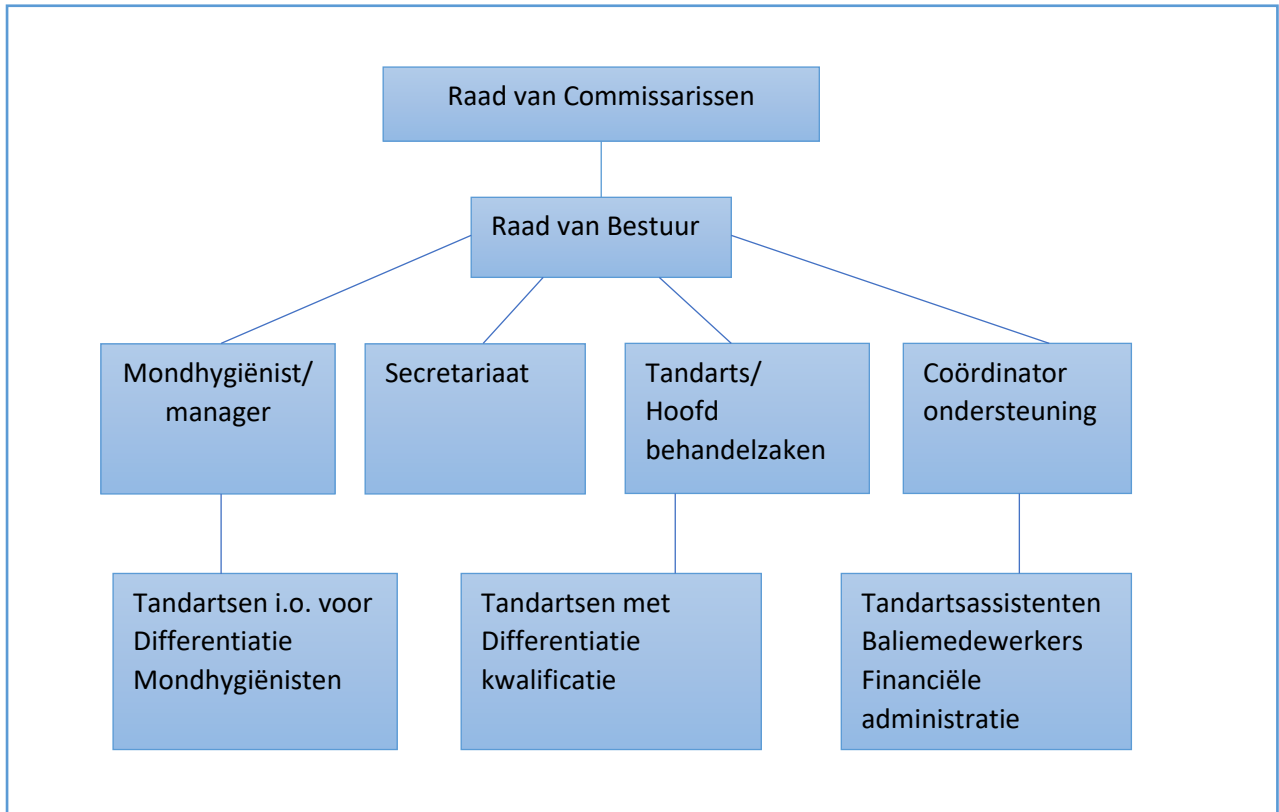 Raad van Commissarissen
Raad van Bestuur
Mondhygiënist/
manager
Secretariaat
Tandarts/
Hoofd
behandelzaken
Coördinator
ondersteuning
Tandartsen i.o. voor
Differentiatie
Mondhygiënisten
Tandartsen met
Differentiatie
kwalificatie
Tandartsassistenten
Baliemedewerkers
Financiële
administratie